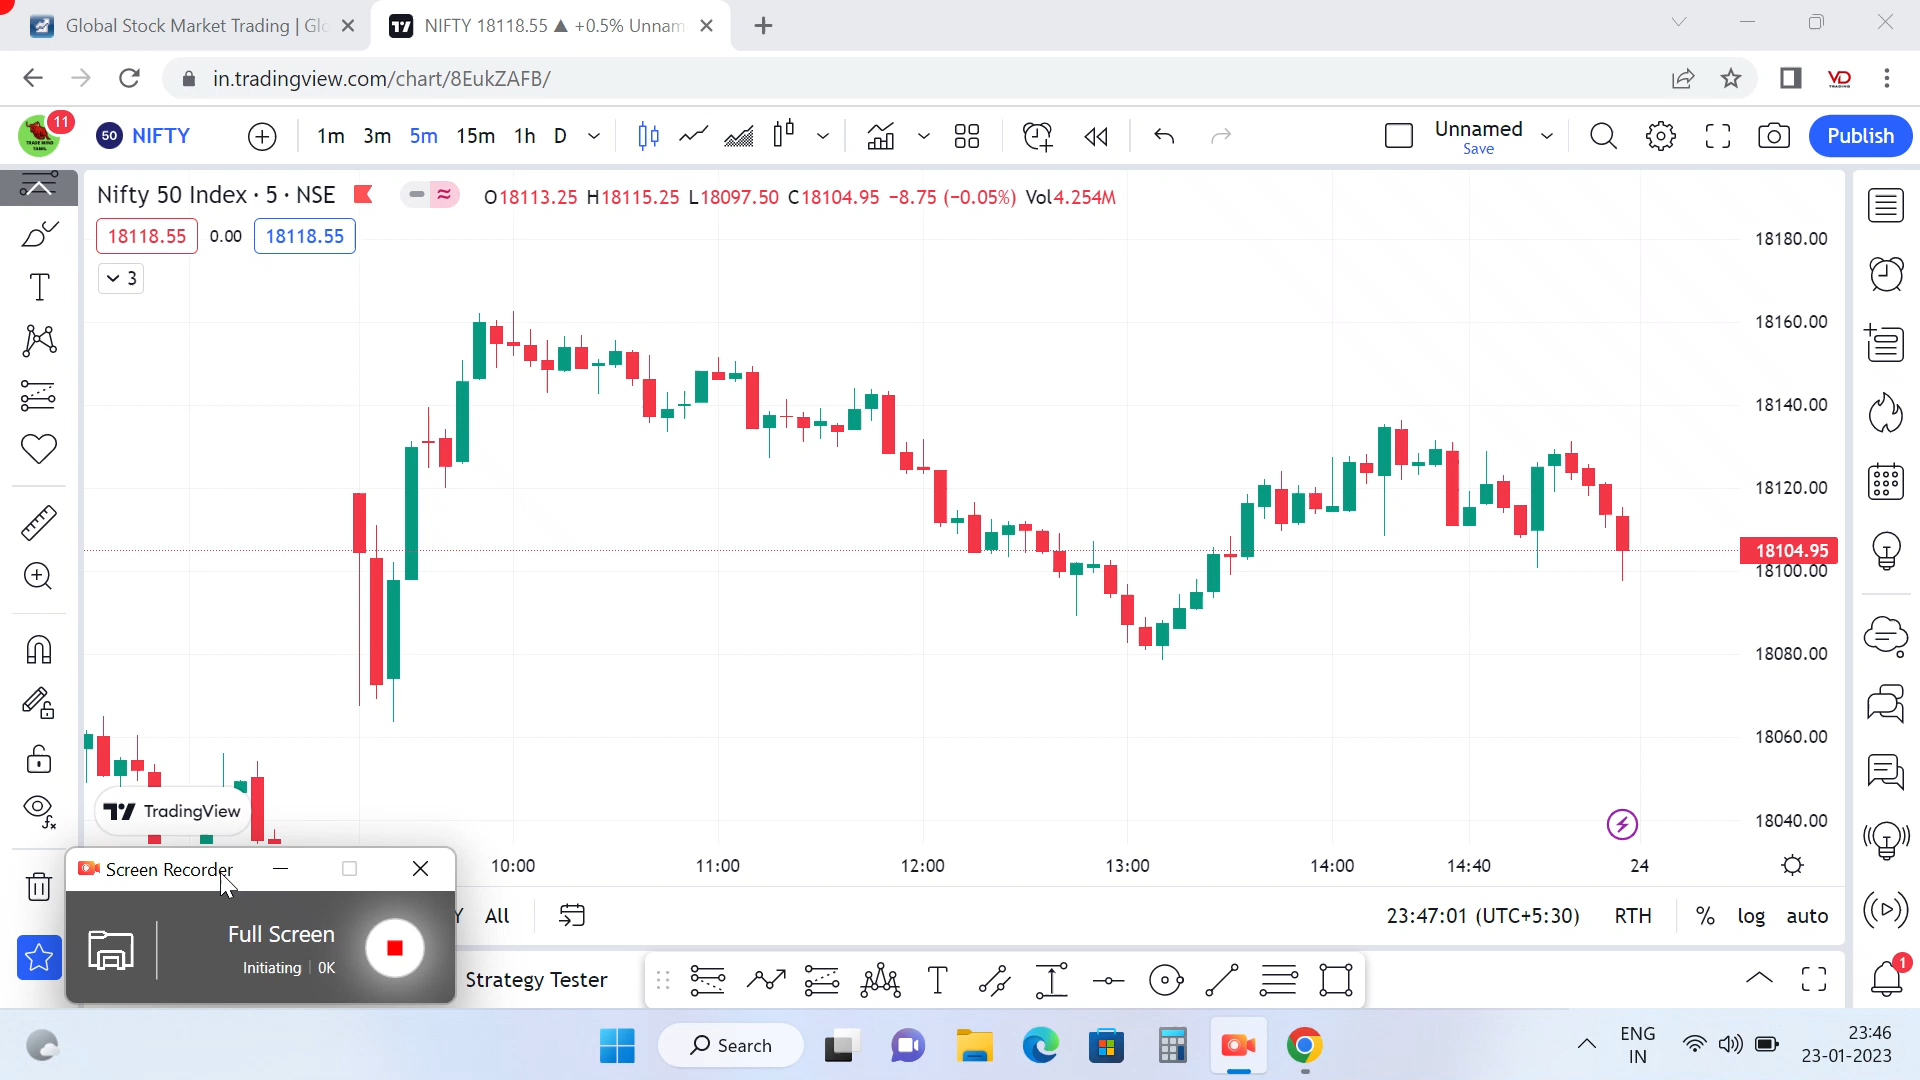 Global Stock Market Trading | Glo
NIFTY 18118.55 ▲ +0.5% Unnam
in.tradingview.com/chart/8EukZAFB/
VD
11
50 NIFTY 1m 3m 5m 15m 1h D Unnamed Publish
Save
Nifty 50 Index · 5 · NSE O18113.25 H18115.25 L18097.50 C18104.95 −8.75 (−0.05%) Vol4.254M
18118.55 0.00 18118.55
3
18180.00
18160.00
18140.00
18120.00
18104.95
18100.00
18080.00
18060.00
18040.00
TradingView
10:00 11:00 12:00 13:00 14:00 14:40 24
Screen Recorder
Full Screen
Initiating | 0K
Y All 23:47:01 (UTC+5:30) RTH % log auto
Strategy Tester
1
Search
ENG
IN
23:46
23-01-2023